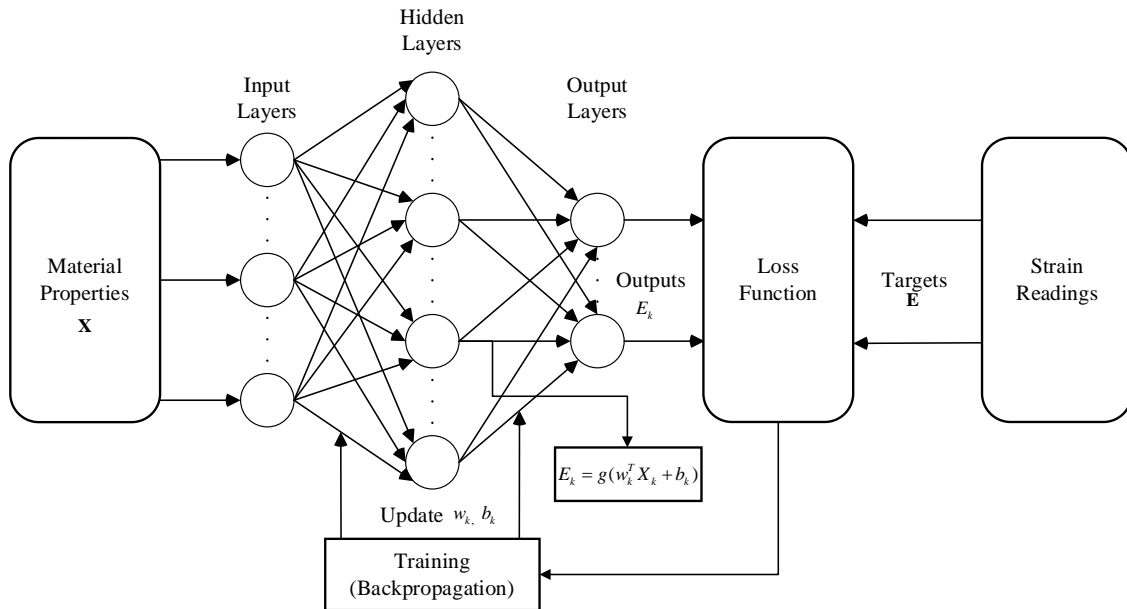 Hidden
Layers
Input
Layers
Output
Layers
Material
Properties
X
Outputs
E_k
Loss
Function
Targets
E
Strain
Readings
E_k = g(w_k^T X_k + b_k)
Update w_k, b_k
Training
(Backpropagation)